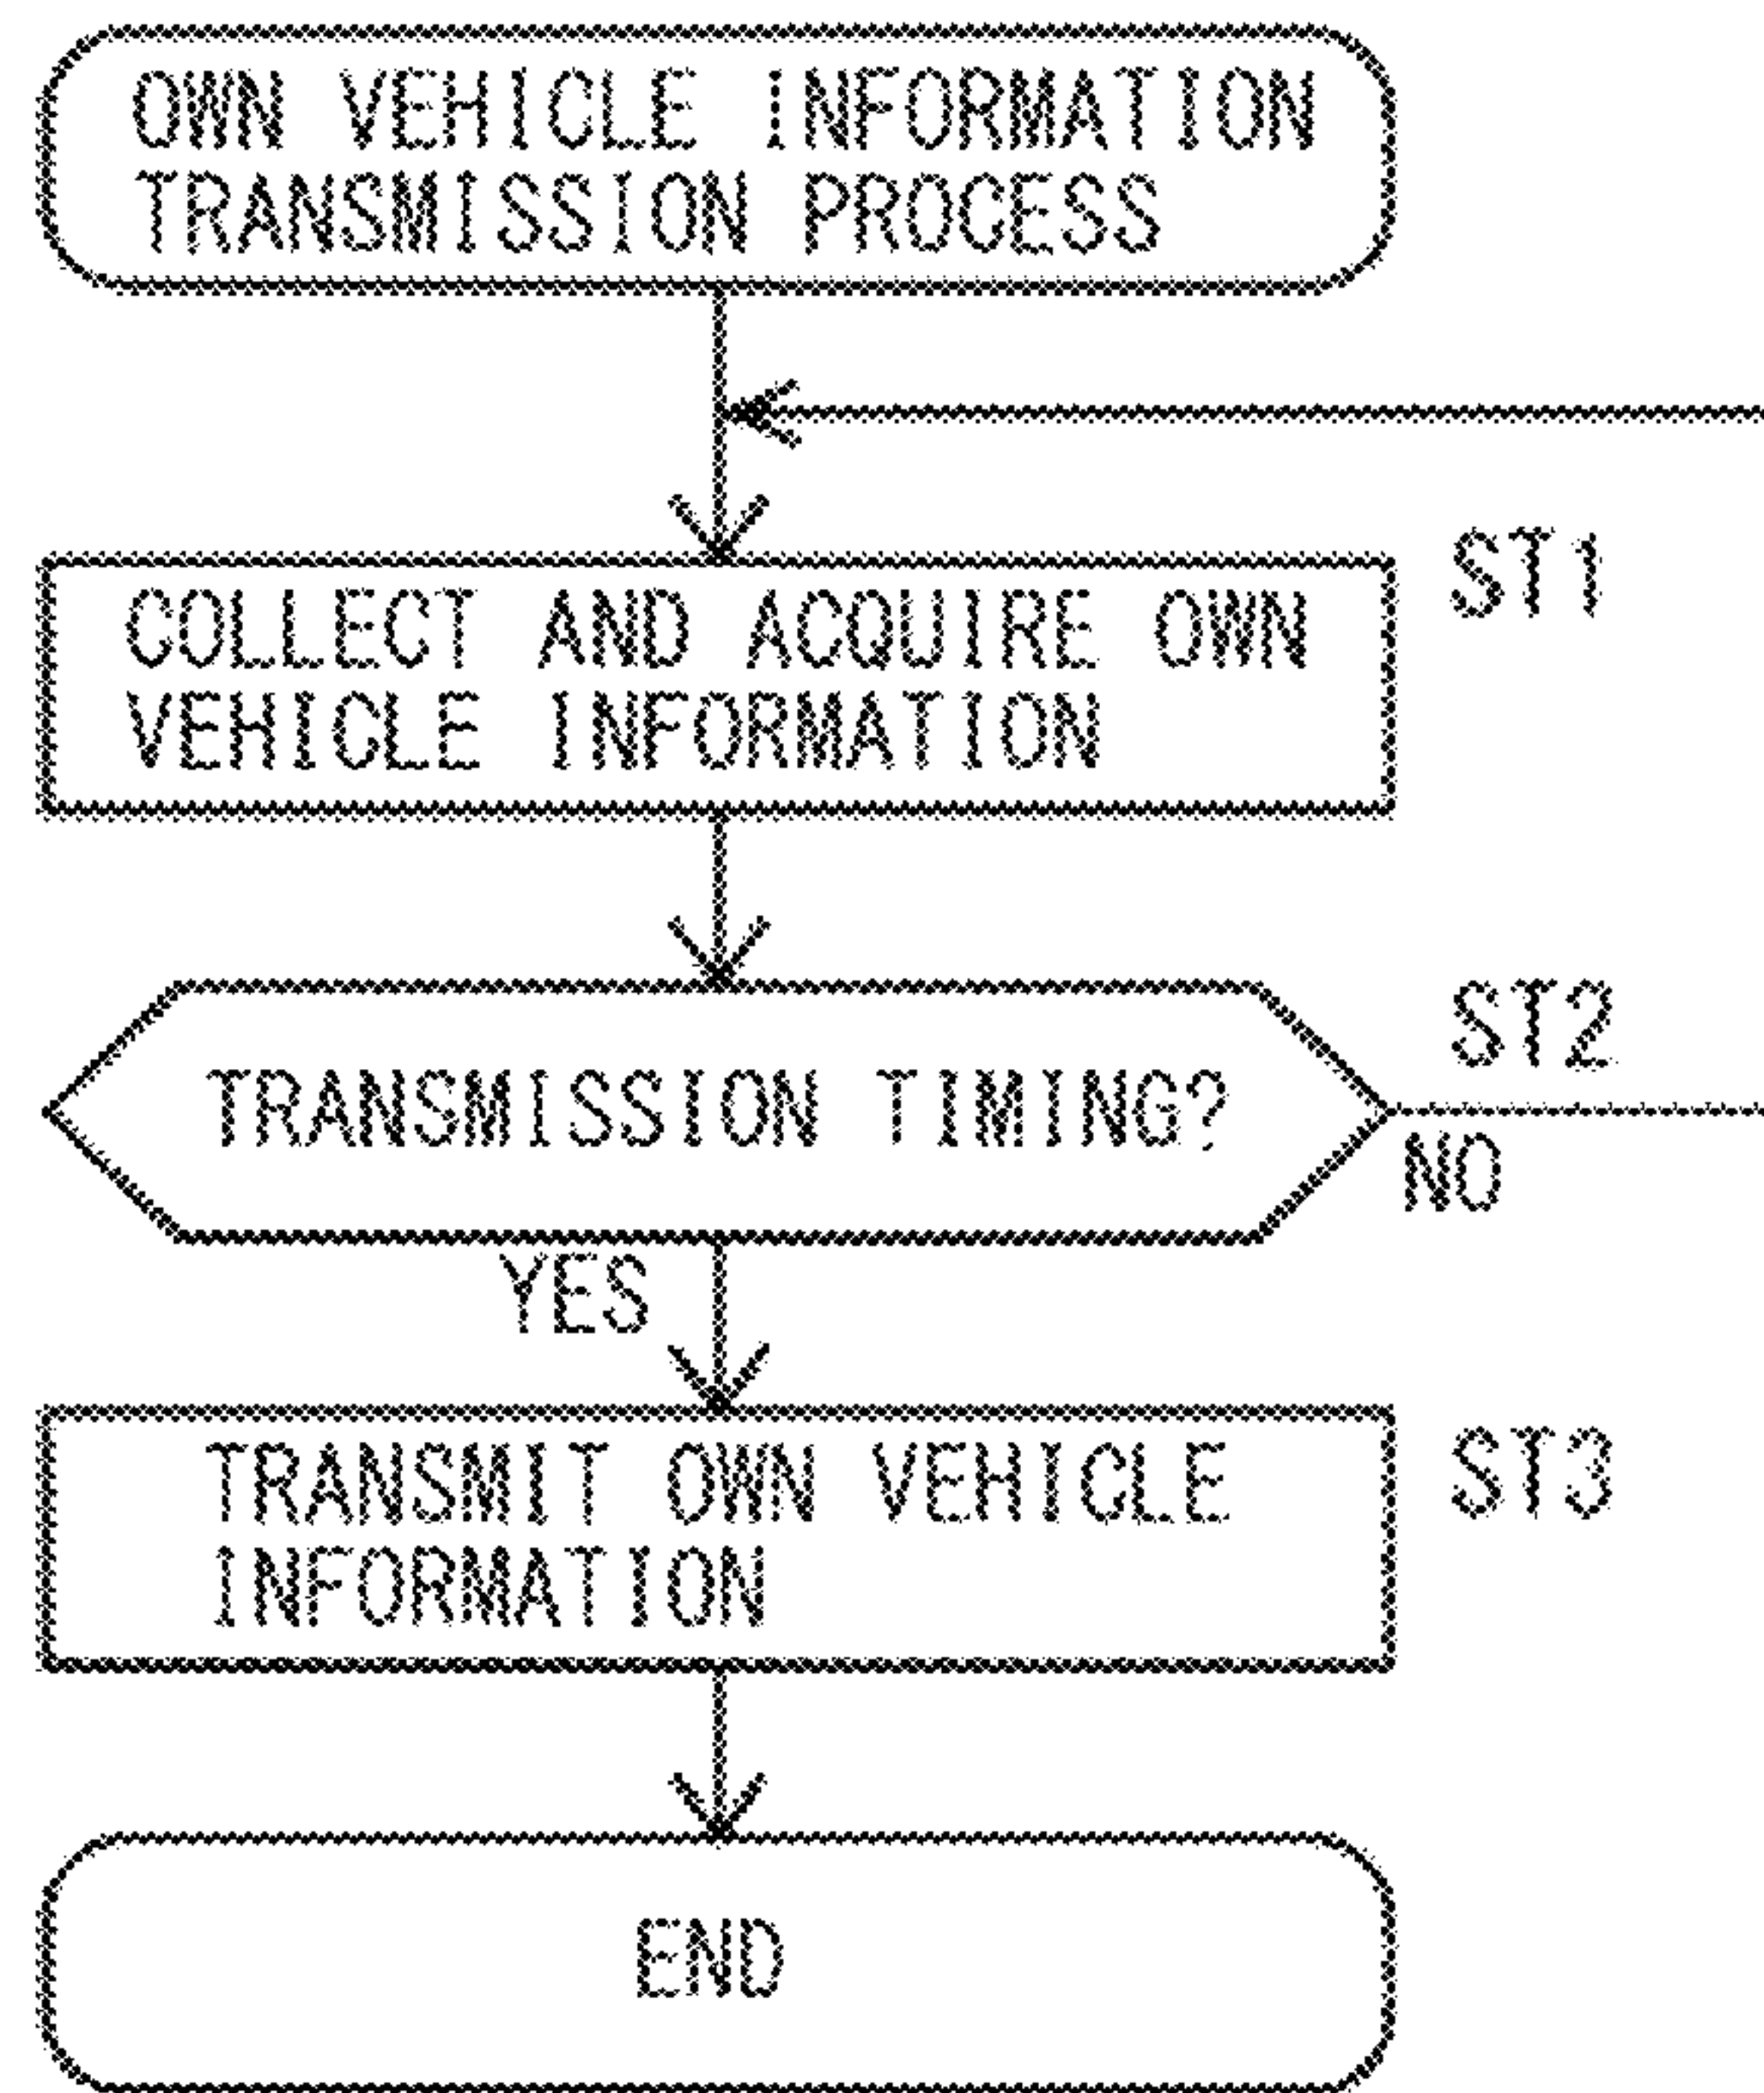 OWN VEHICLE INFORMATION
TRANSMISSION PROCESS
ST1
COLLECT AND ACQUIRE OWN
VEHICLE INFORMATION
ST2
TRANSMISSION TIMING?
NO
YES
TRANSMIT OWN VEHICLE
INFORMATION
ST3
END